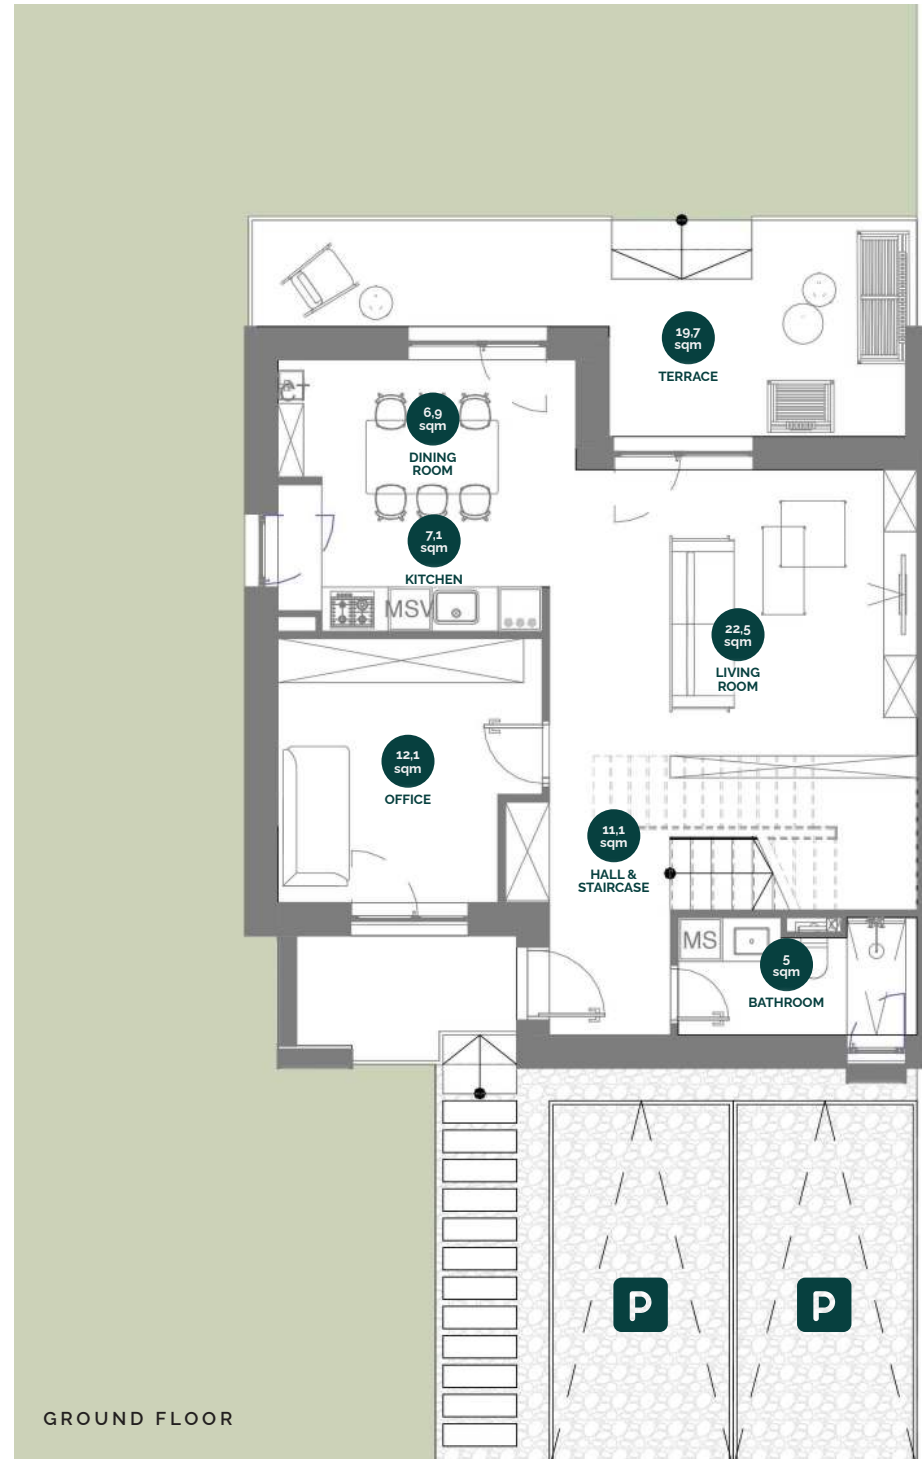 19,7
sqm
TERRACE
6,9
sqm
DINING
ROOM
7,1
sqm
KITCHEN
MSV
22,5
sqm
LIVING
ROOM
12,1
sqm
OFFICE
11,1
sqm
HALL &
STAIRCASE
MS
5
sqm
BATHROOM
P
P
GROUND FLOOR